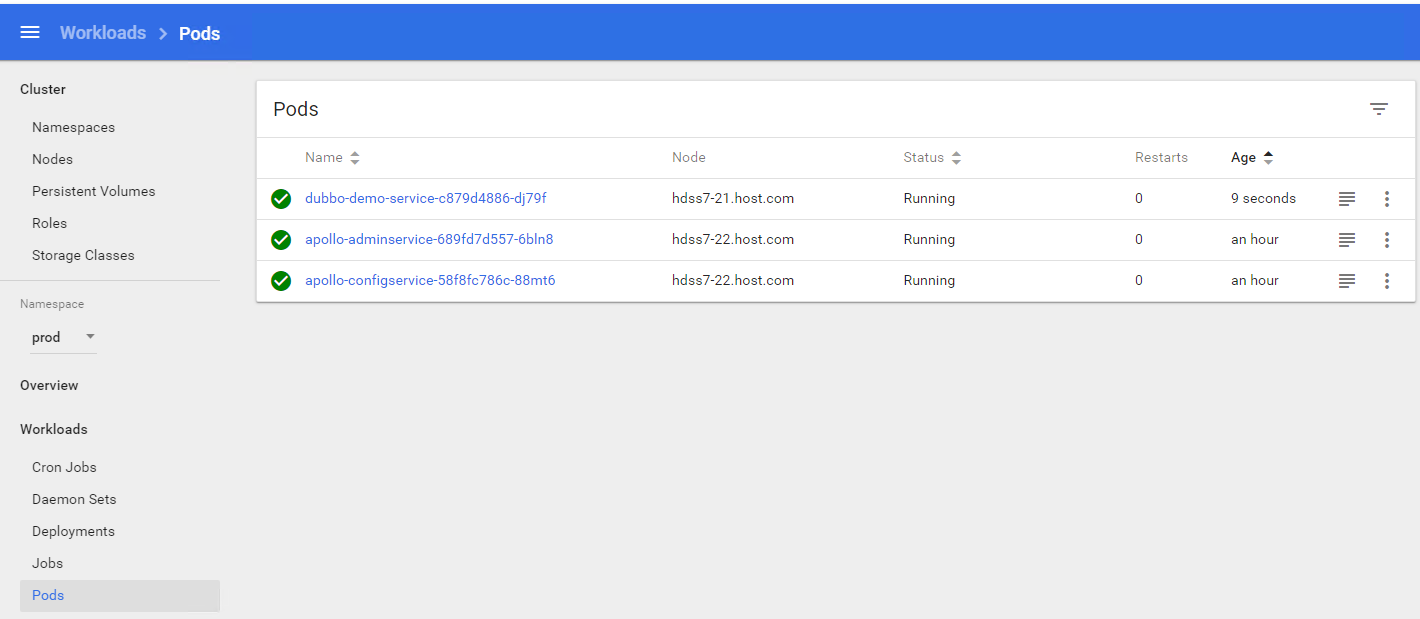 Workloads > Pods
Cluster
Namespaces
Nodes
Persistent Volumes
Roles
Storage Classes
Namespace
prod
Overview
Workloads
Cron Jobs
Daemon Sets
Deployments
Jobs
Pods
Pods
Name Node Status Restarts Age
dubbo-demo-service-c879d4886-dj79f hdss7-21.host.com Running 0 9 seconds
apollo-adminservice-689fd7d557-6bln8 hdss7-22.host.com Running 0 an hour
apollo-configservice-58f8fc786c-88mt6 hdss7-22.host.com Running 0 an hour